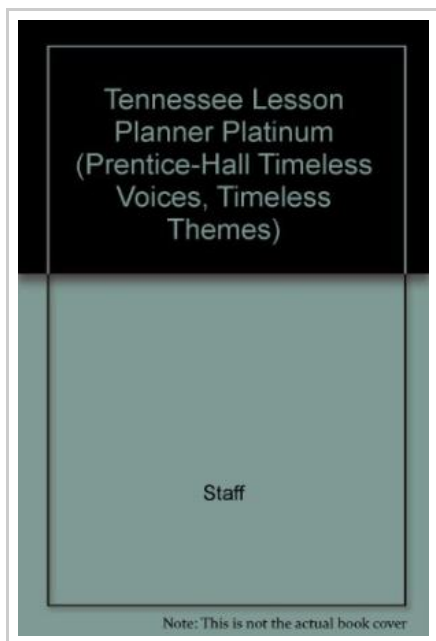 Tennessee Lesson
Planner Platinum
(Prentice-Hall Timeless
Voices, Timeless
Themes)
Staff
Note: This is not the actual book cover